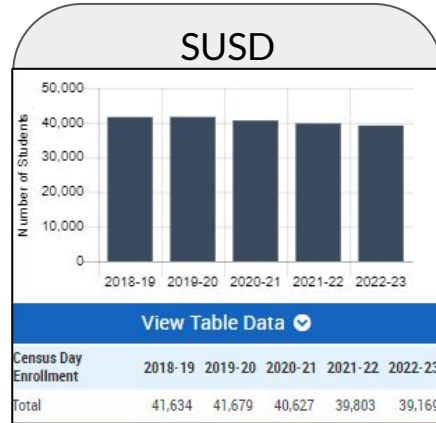 SUSD
50,000
40,000
30,000
20,000
10,000
0
Number of Students
2018-19 2019-20 2020-21 2021-22 2022-23
View Table Data
Census Day Enrollment 2018-19 2019-20 2020-21 2021-22 2022-23
Total 41,634 41,679 40,627 39,803 39,169